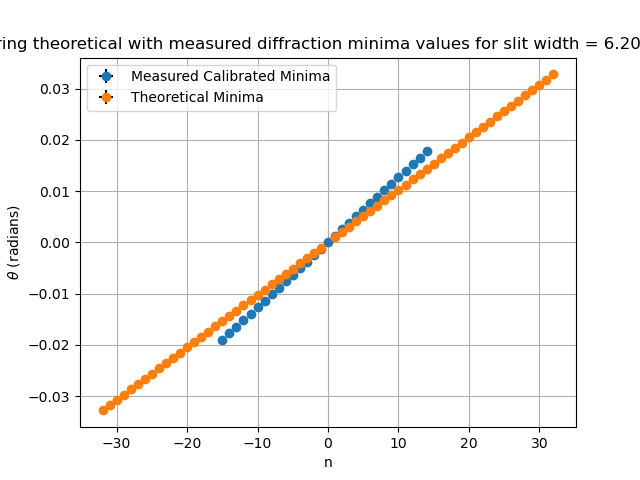 ring theoretical with measured diffraction minima values for slit width = 6.20
Measured Calibrated Minima
Theoretical Minima
0.03
0.02
0.01
0.00
−0.01
−0.02
−0.03
θ (radians)
−30
−20
−10
0
10
20
30
n